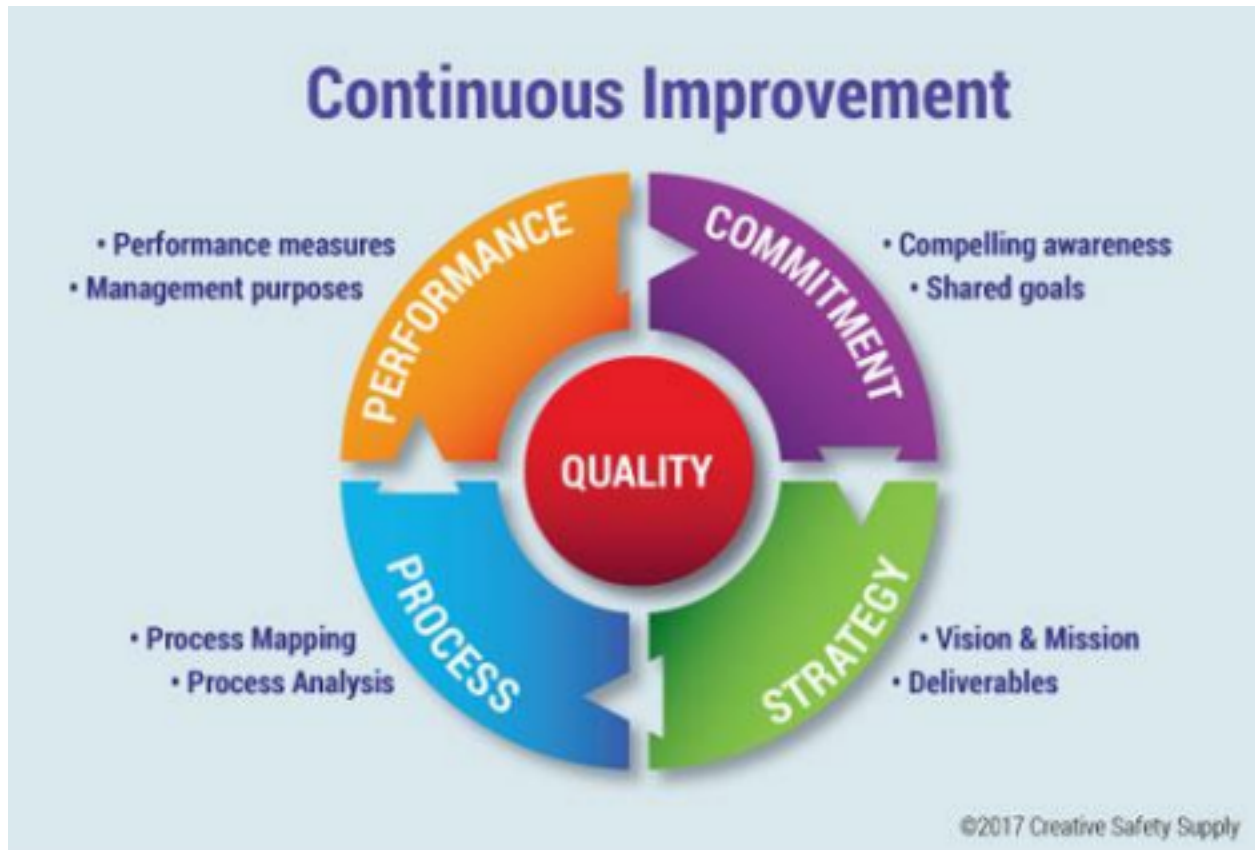 Continuous Improvement
PERFORMANCE
• Performance measures
• Management purposes
COMMITMENT
• Compelling awareness
• Shared goals
QUALITY
PROCESS
• Process Mapping
• Process Analysis
STRATEGY
• Vision & Mission
• Deliverables
©2017 Creative Safety Supply